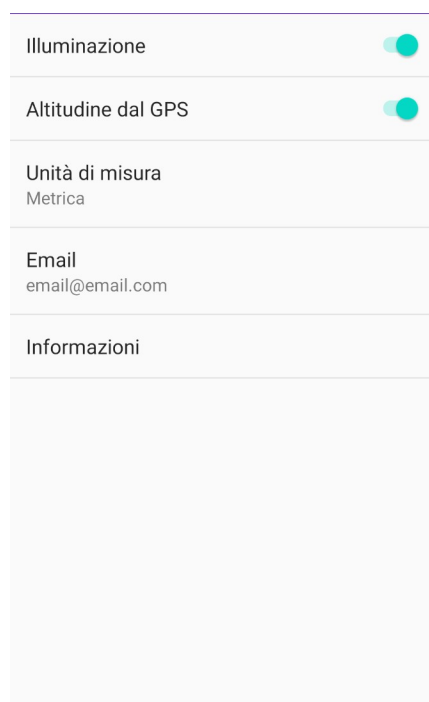 Illuminazione
Altitudine dal GPS
Unità di misura
Metrica
Email
email@email.com
Informazioni